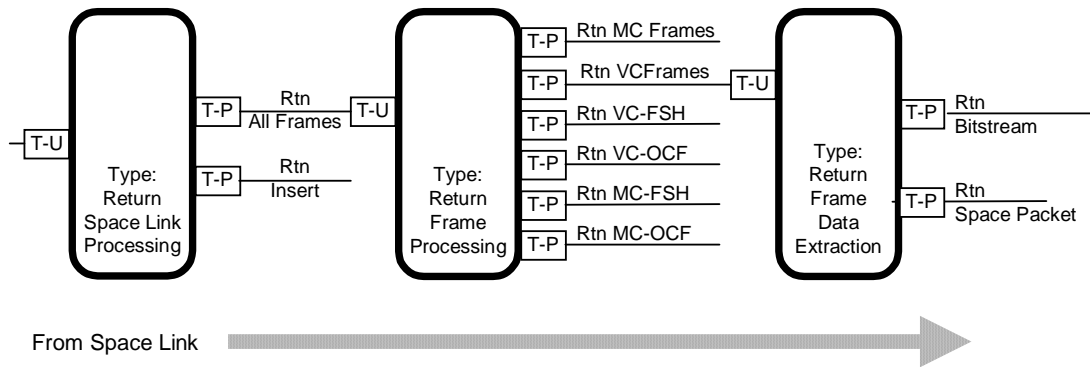 T-U
Type:
Return
Space Link
Processing
T-P
Rtn
All Frames
T-P
Rtn
Insert
T-U
Type:
Return
Frame
Processing
T-P
Rtn MC Frames
T-P
Rtn VCFrames
T-P
Rtn VC-FSH
T-P
Rtn VC-OCF
T-P
Rtn MC-FSH
T-P
Rtn MC-OCF
T-U
Type:
Return
Frame
Data
Extraction
T-P
Rtn
Bitstream
T-P
Rtn
Space Packet
From Space Link